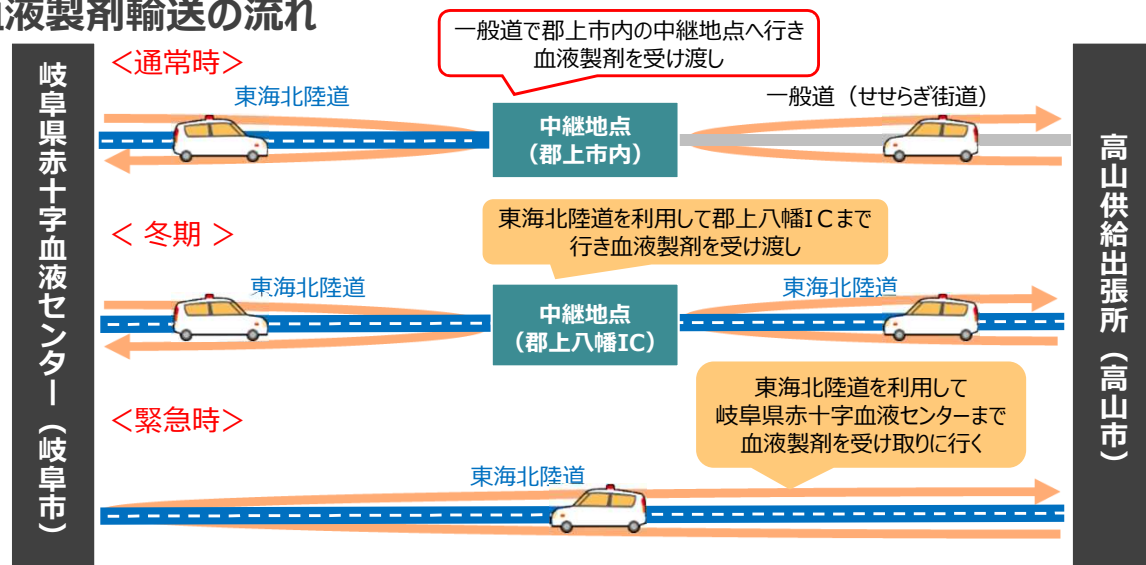 液製剤輸送の流れ
岐阜県赤十字血液センター（岐阜市）
＜通常時＞
一般道で郡上市内の中継地点へ行き
血液製剤を受け渡し
東海北陸道
中継地点
（郡上市内）
一般道（せせらぎ街道）
＜ 冬期 ＞
東海北陸道を利用して郡上八幡ICまで
行き血液製剤を受け渡し
東海北陸道
中継地点
（郡上八幡IC）
東海北陸道
＜緊急時＞
東海北陸道を利用して
岐阜県赤十字血液センターまで
血液製剤を受け取りに行く
東海北陸道
高山供給出張所（高山市）